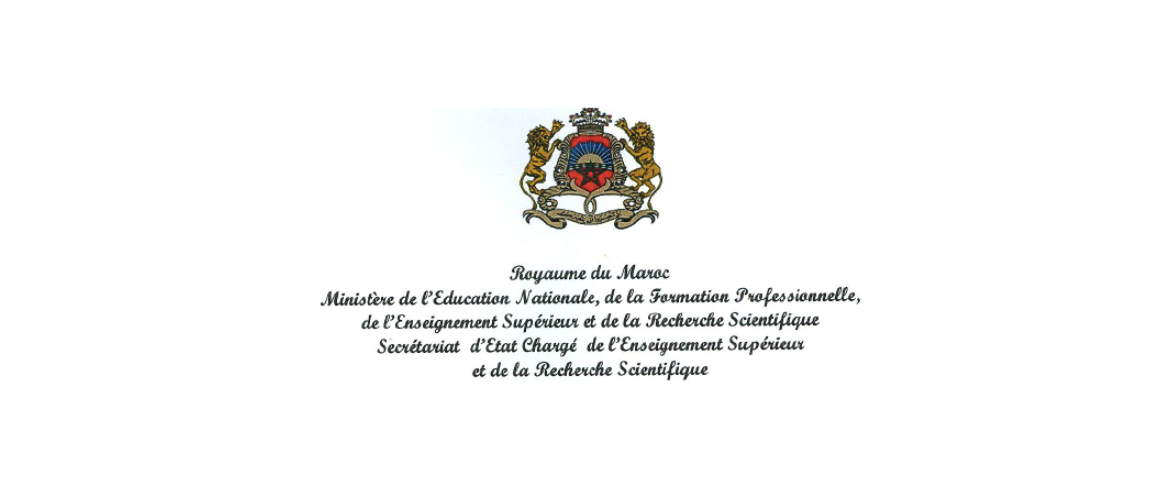 Royaume du Maroc
Ministère de l'Education Nationale, de la Formation Professionnelle,
de l'Enseignement Supérieur et de la Recherche Scientifique
Secrétariat d'Etat Chargé de l'Enseignement Supérieur
et de la Recherche Scientifique